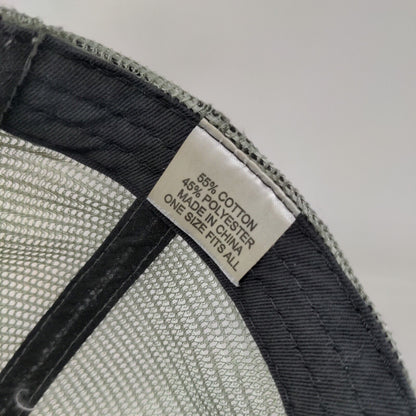 55% COTTON
45% POLYESTER
MADE IN CHINA
ONE SIZE FITS ALL